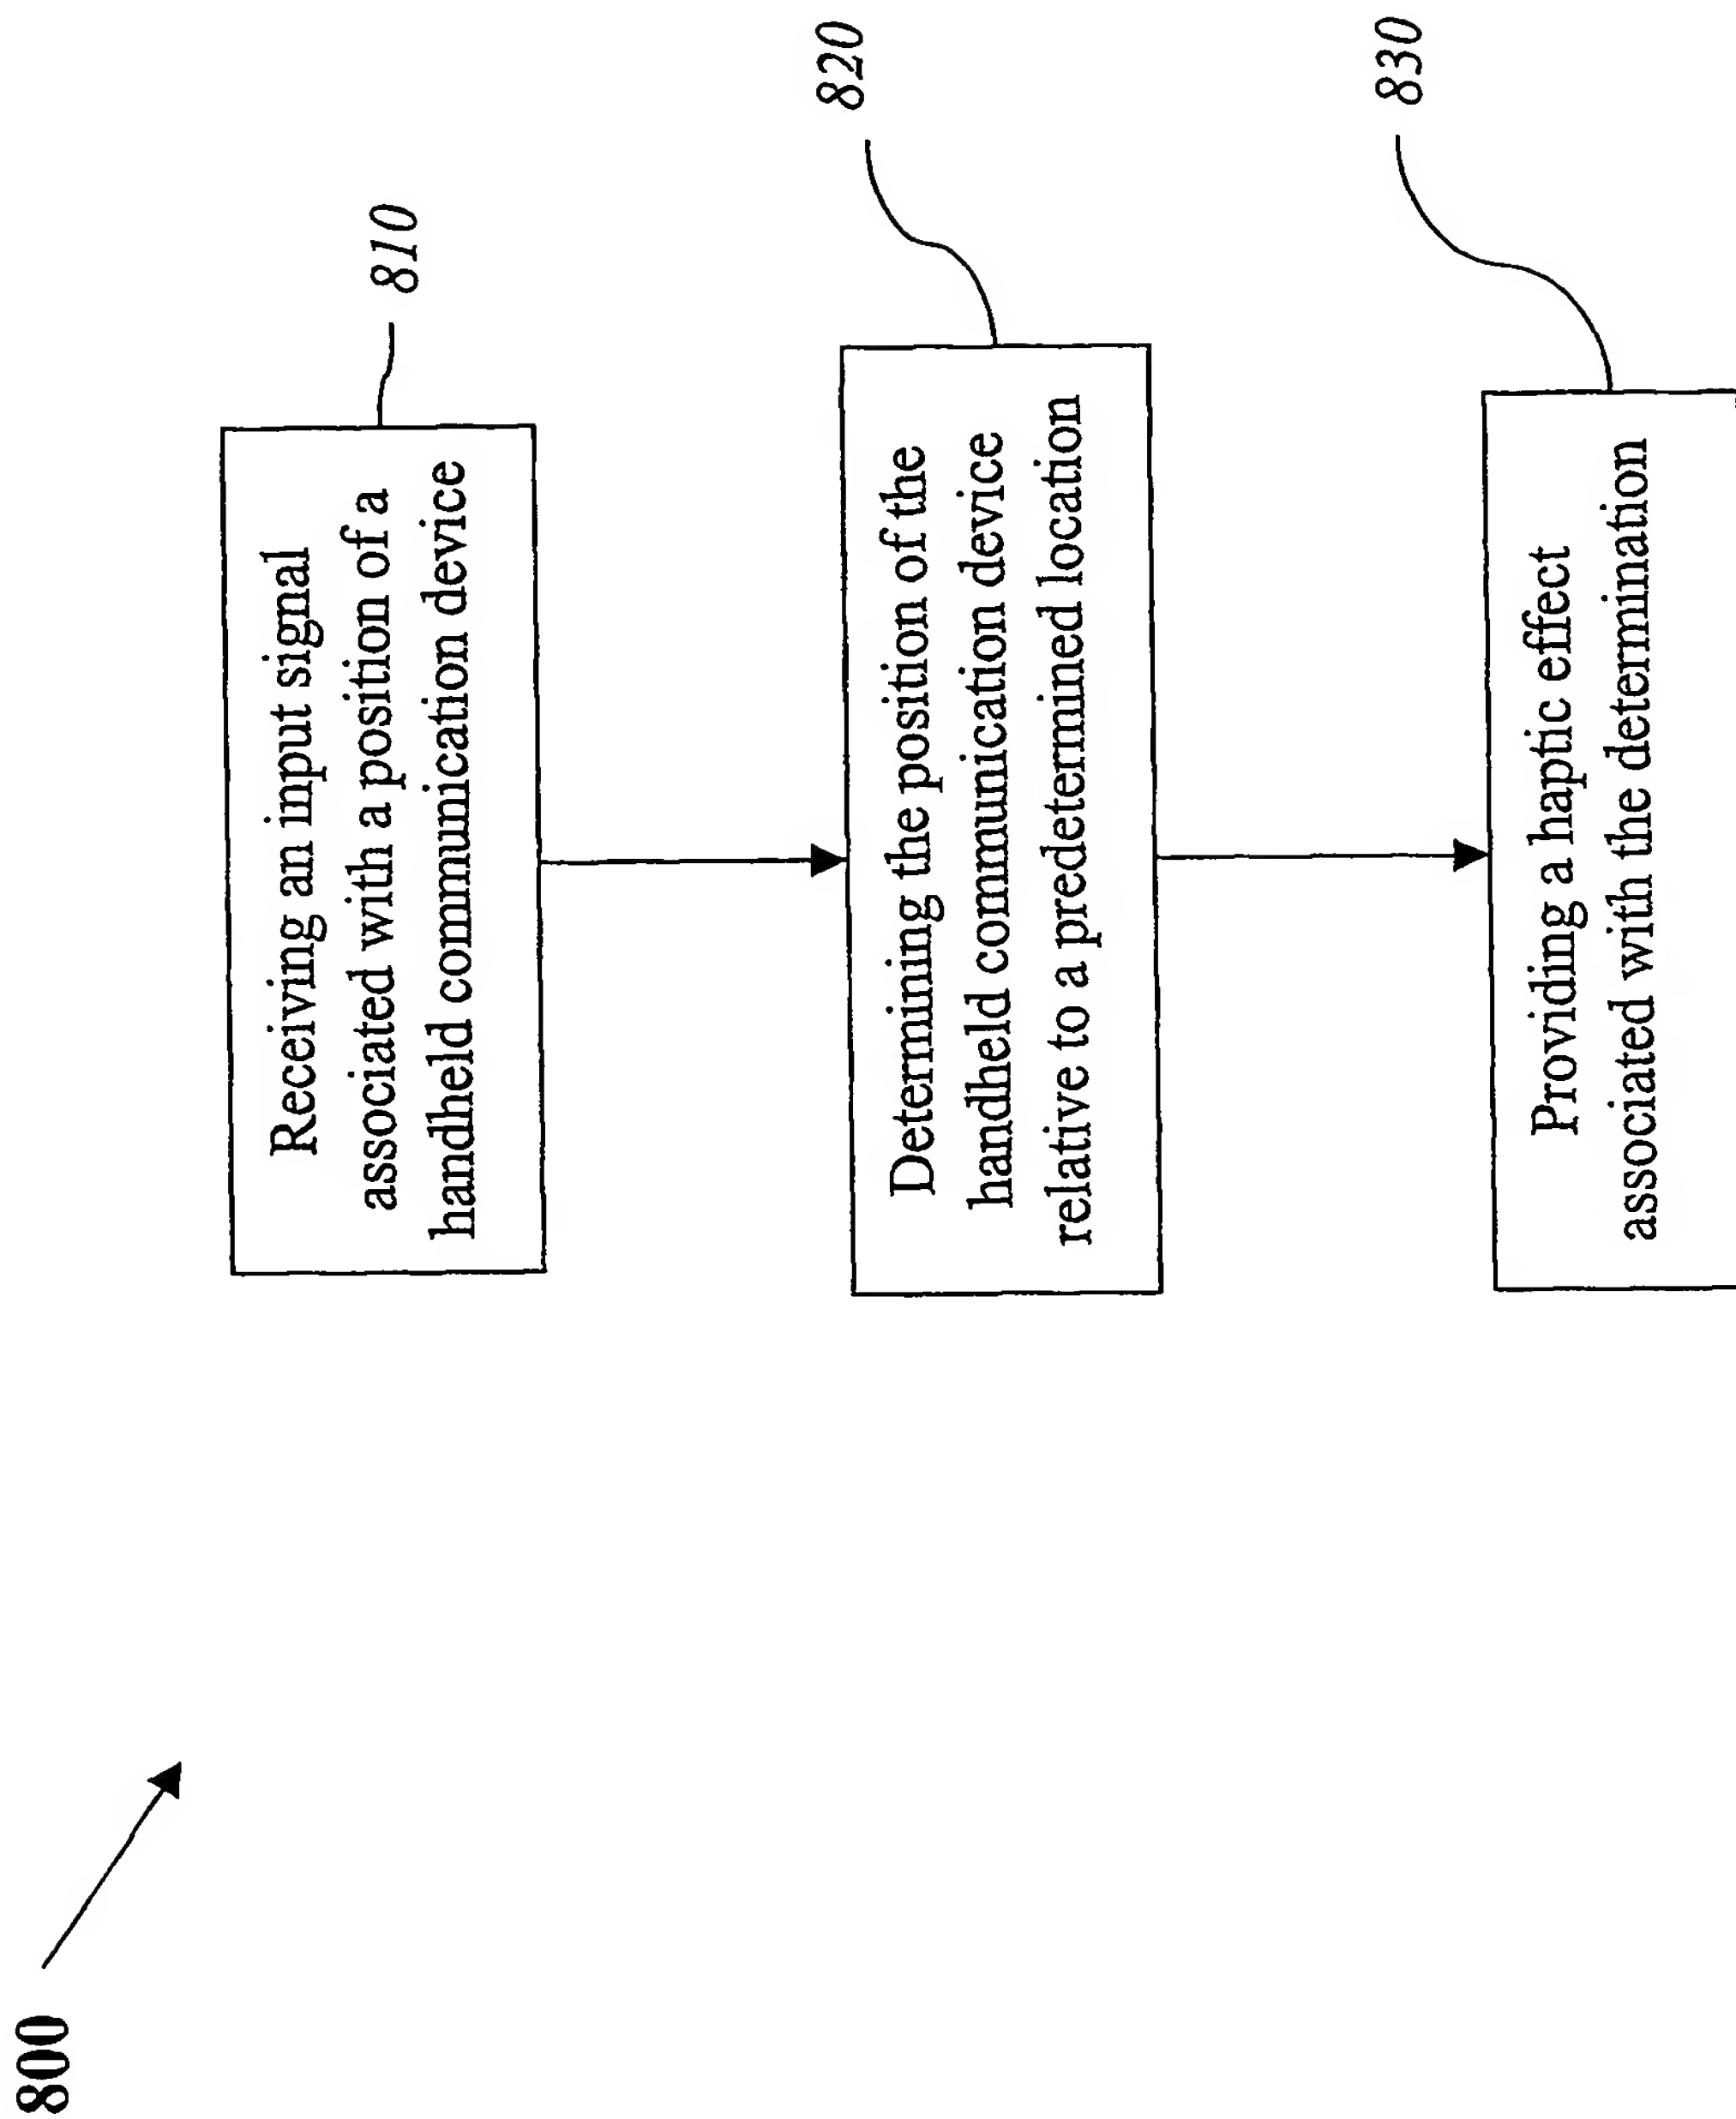 800
Receiving an input signal
associated with a position of a
handheld communication device
810
Determining the position of the
handheld communication device
relative to a predetermined location
820
Providing a haptic effect
associated with the determination
830